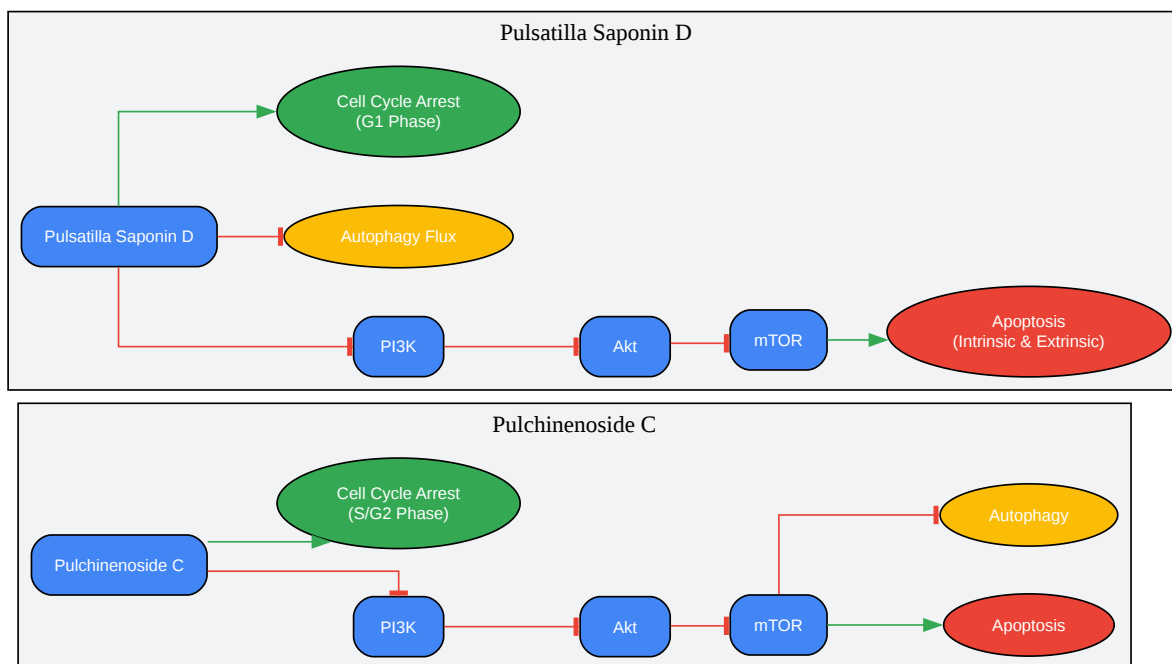 Pulsatilla Saponin D
Cell Cycle Arrest
(G1 Phase)
Pulsatilla Saponin D
Autophagy Flux
PI3K
Akt
mTOR
Apoptosis
(Intrinsic & Extrinsic)
Pulchinenoside C
Cell Cycle Arrest
(S/G2 Phase)
Autophagy
Pulchinenoside C
PI3K
Akt
mTOR
Apoptosis